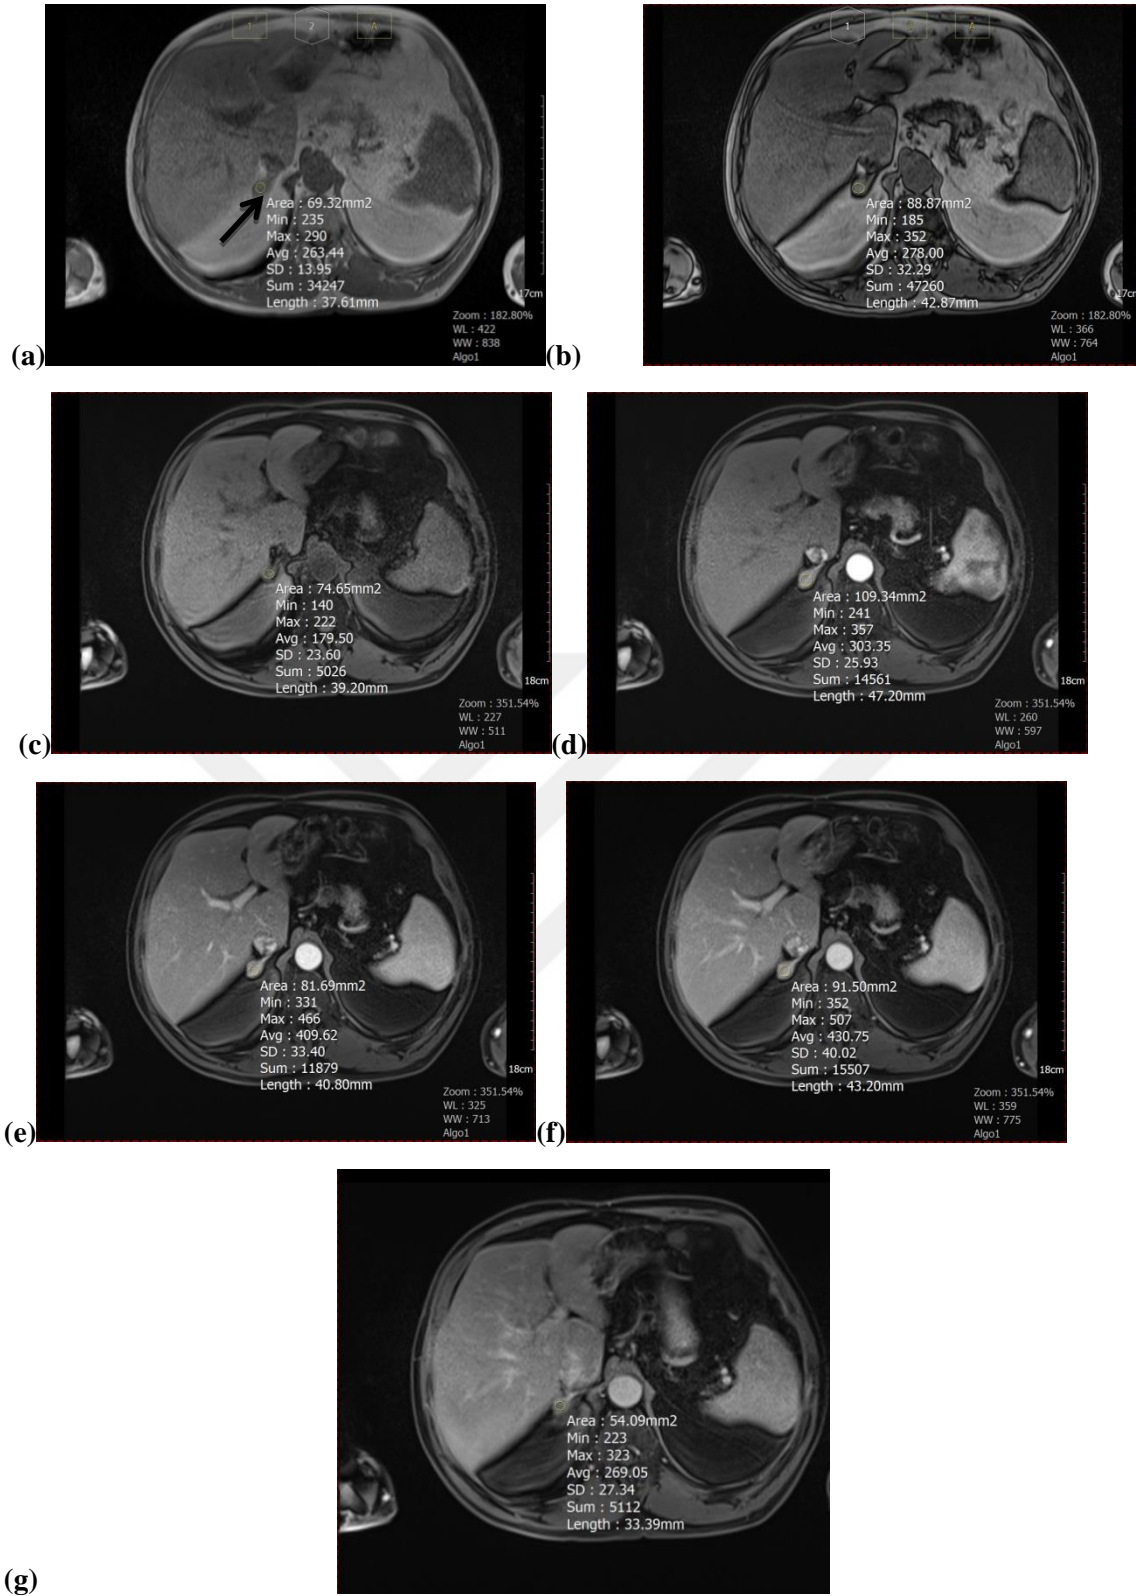 1 2 A
Area : 69.32mm2
Min : 235
Max : 290
Avg : 263.44
SD : 13.95
Sum : 34247
Length : 37.61mm
17cm
Zoom : 182.80%
WL : 422
WW : 838
Algo1
(a)
1 A
Area : 88.87mm2
Min : 185
Max : 352
Avg : 278.00
SD : 32.29
Sum : 47260
Length : 42.87mm
17cm
Zoom : 182.80%
WL : 366
WW : 764
Algo1
(b)
Area : 74.65mm2
Min : 140
Max : 222
Avg : 179.50
SD : 23.60
Sum : 5026
Length : 39.20mm
18cm
Zoom : 351.54%
WL : 227
WW : 511
Algo1
(c)
Area : 109.34mm2
Min : 241
Max : 357
Avg : 303.35
SD : 25.93
Sum : 14561
Length : 47.20mm
18cm
Zoom : 351.54%
WL : 260
WW : 597
Algo1
(d)
Area : 81.69mm2
Min : 331
Max : 466
Avg : 409.62
SD : 33.40
Sum : 11879
Length : 40.80mm
18cm
Zoom : 351.54%
WL : 325
WW : 713
Algo1
(e)
Area : 91.50mm2
Min : 352
Max : 507
Avg : 430.75
SD : 40.02
Sum : 15507
Length : 43.20mm
18cm
Zoom : 351.54%
WL : 359
WW : 775
Algo1
(f)
Area : 54.09mm2
Min : 223
Max : 323
Avg : 269.05
SD : 27.34
Sum : 5112
Length : 33.39mm
(g)